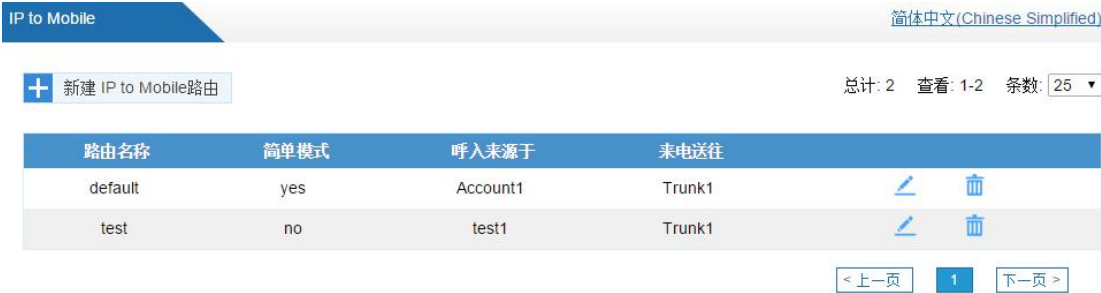 IP to Mobile 简体中文(Chinese Simplified)
新建 IP to Mobile路由 总计: 2 查看: 1-2 条数: 25
路由名称 简单模式 呼入来源于 来电送往
default yes Account1 Trunk1
test no test1 Trunk1
<上一页 1 下一页>